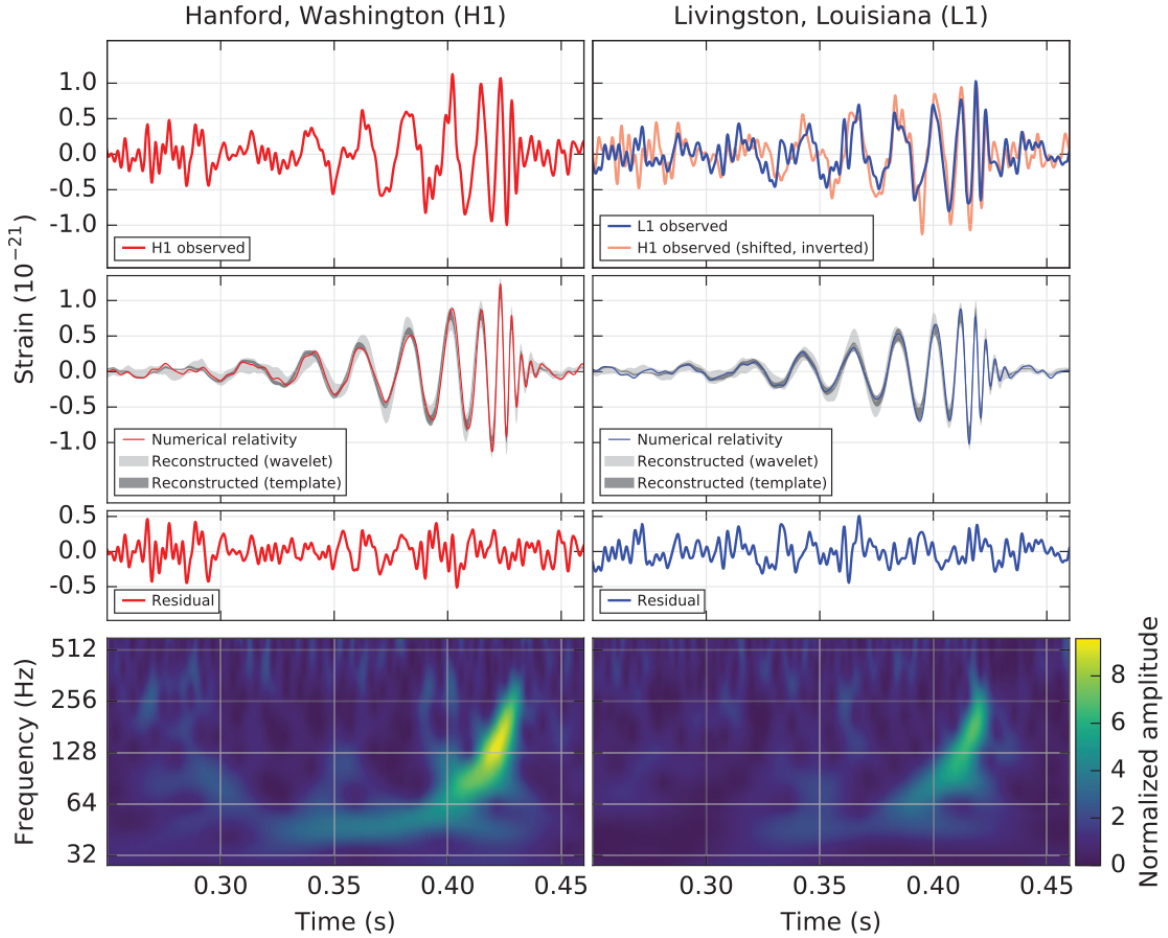 Hanford, Washington (H1)
Livingston, Louisiana (L1)
Strain (10⁻²¹)
1.0
0.5
0.0
-0.5
-1.0
H1 observed
L1 observed
H1 observed (shifted, inverted)
1.0
0.5
0.0
-0.5
-1.0
Numerical relativity
Reconstructed (wavelet)
Reconstructed (template)
Numerical relativity
Reconstructed (wavelet)
Reconstructed (template)
0.5
0.0
-0.5
Residual
Residual
Frequency (Hz)
512
256
128
64
32
Normalized amplitude
8
6
4
2
0
0.30
0.35
0.40
0.45
0.30
0.35
0.40
0.45
Time (s)
Time (s)